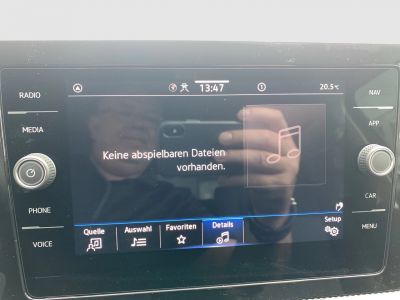 RADIO
MEDIA
PHONE
VOICE
13:47
20.5°C
Keine abspielbaren Dateien
vorhanden.
Quelle
Auswahl
Favoriten
Details
Setup
NAV
APP
CAR
MENU